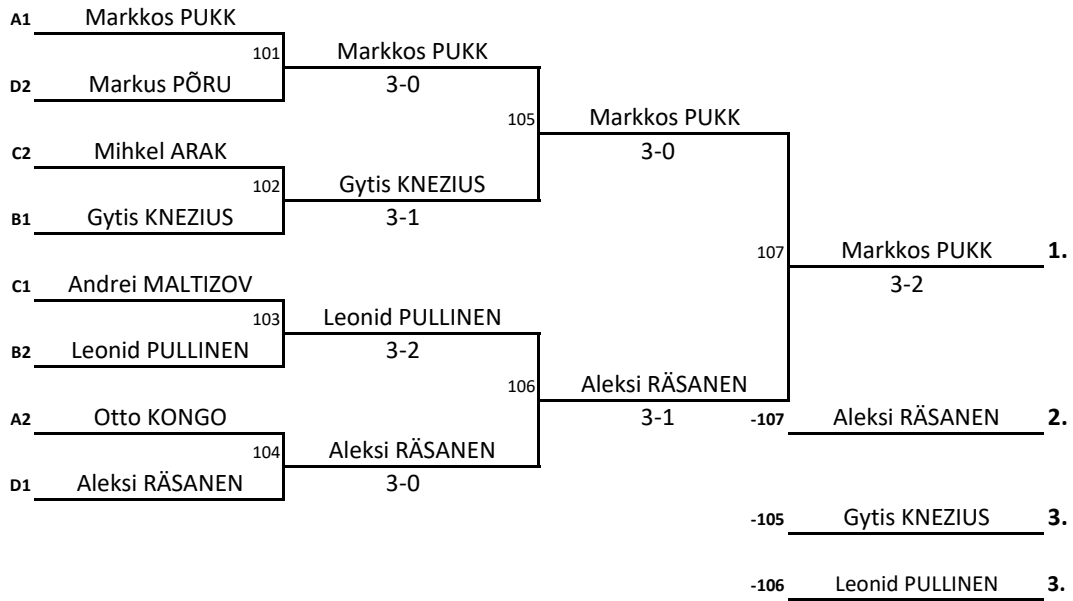 A1 Markkos PUKK
101 Markkos PUKK
D2 Markus PÕRU 3-0
105 Markkos PUKK
C2 Mihkel ARAK 3-0
102 Gytis KNEZIUS
B1 Gytis KNEZIUS 3-1
107 Markkos PUKK 1.
C1 Andrei MALTIZOV 3-2
103 Leonid PULLINEN
B2 Leonid PULLINEN 3-2
106 Aleksi RÄSANEN
A2 Otto KONGO 3-1 -107 Aleksi RÄSANEN 2.
104 Aleksi RÄSANEN
D1 Aleksi RÄSANEN 3-0
-105 Gytis KNEZIUS 3.
-106 Leonid PULLINEN 3.